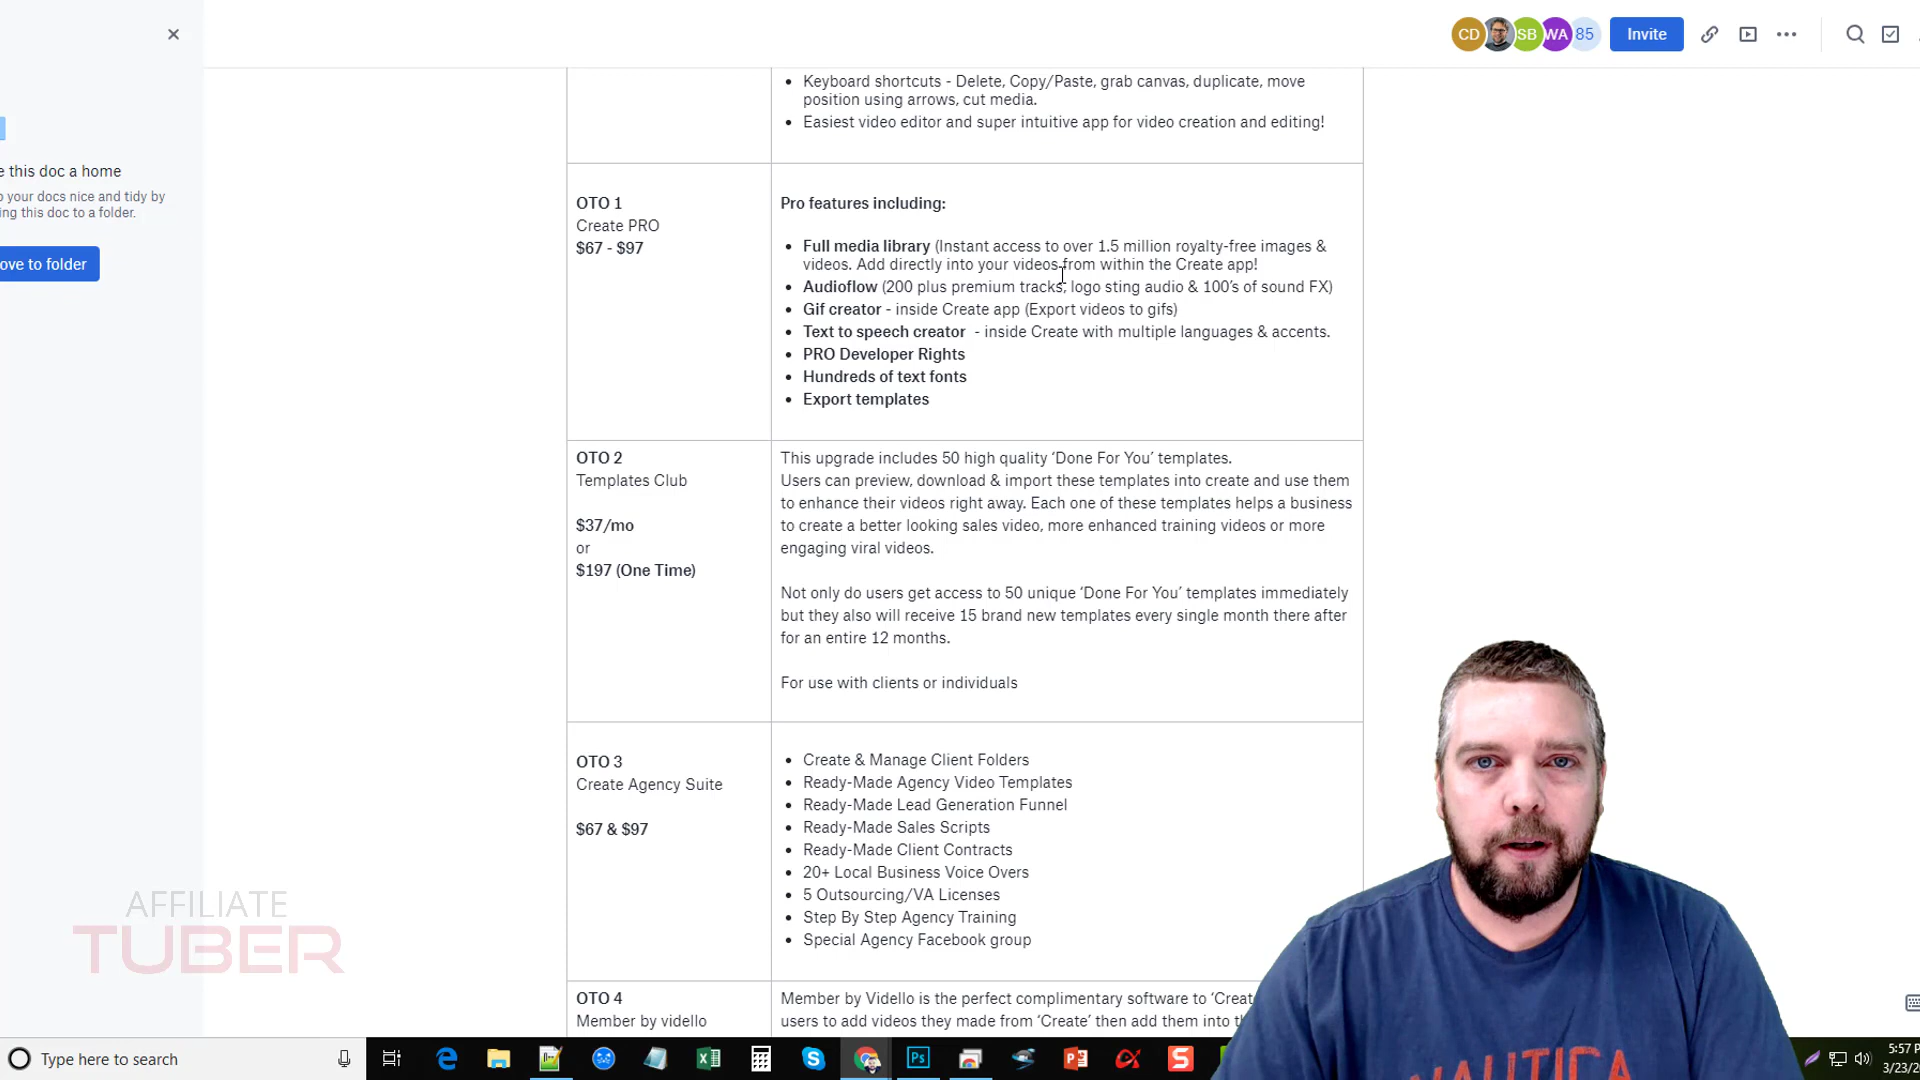 CD
SB
WA
85
Invite
Keyboard shortcuts - Delete, Copy/Paste, grab canvas, duplicate, move
position using arrows, cut media.
Easiest video editor and super intuitive app for video creation and editing!
e this doc a home
your docs nice and tidy by
ing this doc to a folder.
ove to folder
OTO 1
Create PRO
$67 - $97
Pro features including:
Full media library (Instant access to over 1.5 million royalty-free images &
videos. Add directly into your videos from within the Create app!
Audioflow (200 plus premium tracks, logo sting audio & 100's of sound FX)
Gif creator - inside Create app (Export videos to gifs)
Text to speech creator - inside Create with multiple languages & accents.
PRO Developer Rights
Hundreds of text fonts
Export templates
OTO 2
Templates Club
$37/mo
or
$197 (One Time)
This upgrade includes 50 high quality ‘Done For You’ templates.
Users can preview, download & import these templates into create and use them
to enhance their videos right away. Each one of these templates helps a business
to create a better looking sales video, more enhanced training videos or more
engaging viral videos.
Not only do users get access to 50 unique ‘Done For You’ templates immediately
but they also will receive 15 brand new templates every single month there after
for an entire 12 months.
For use with clients or individuals
OTO 3
Create Agency Suite
$67 & $97
Create & Manage Client Folders
Ready-Made Agency Video Templates
Ready-Made Lead Generation Funnel
Ready-Made Sales Scripts
Ready-Made Client Contracts
20+ Local Business Voice Overs
5 Outsourcing/VA Licenses
Step By Step Agency Training
Special Agency Facebook group
OTO 4
Member by vidello
Member by Vidello is the perfect complimentary software to ‘Creat
users to add videos they made from ‘Create’ then add them into th
AFFILIATE
TUBER
NAUTICA
Type here to search
Ps
5:57 P
3/23/2